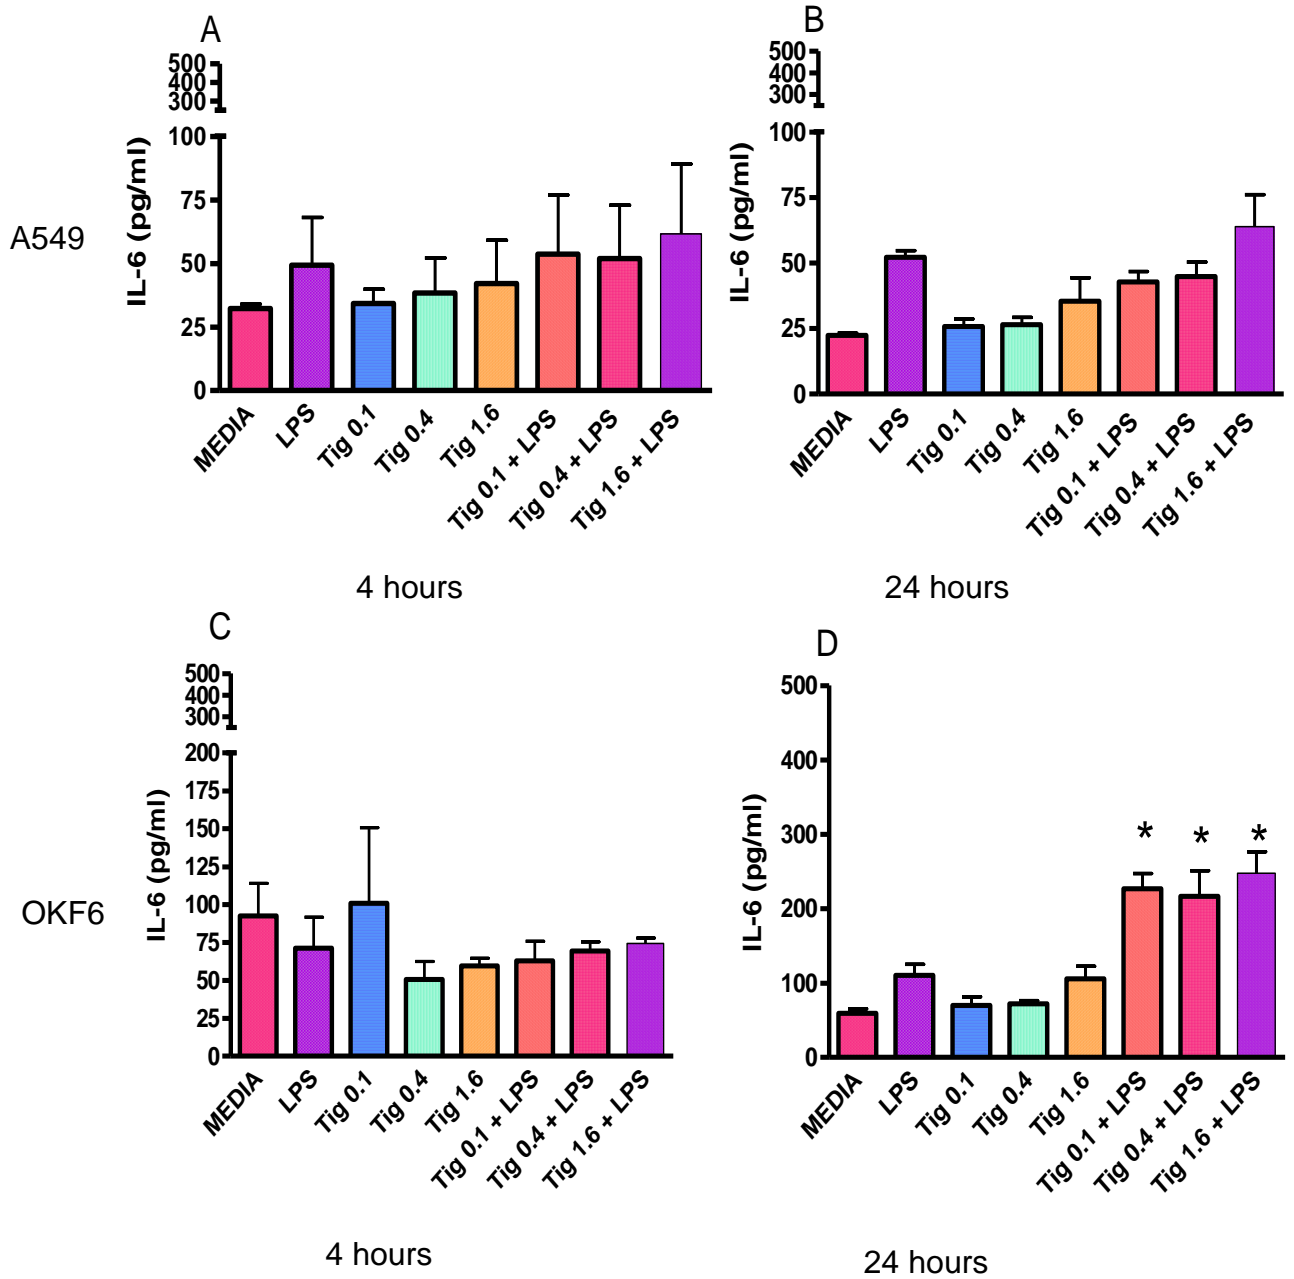 A
500
400
300
100
75
50
25
0
IL-6 (pg/ml)
A549
MEDIA
LPS
Tig 0.1
Tig 0.4
Tig 1.6
Tig 0.1 + LPS
Tig 0.4 + LPS
Tig 1.6 + LPS
4 hours
B
500
400
300
100
75
50
25
0
IL-6 (pg/ml)
MEDIA
LPS
Tig 0.1
Tig 0.4
Tig 1.6
Tig 0.1 + LPS
Tig 0.4 + LPS
Tig 1.6 + LPS
24 hours
C
500
400
300
200
175
150
125
100
75
50
25
0
IL-6 (pg/ml)
OKF6
MEDIA
LPS
Tig 0.1
Tig 0.4
Tig 1.6
Tig 0.1 + LPS
Tig 0.4 + LPS
Tig 1.6 + LPS
4 hours
D
500
400
300
200
100
0
IL-6 (pg/ml)
* * *
MEDIA
LPS
Tig 0.1
Tig 0.4
Tig 1.6
Tig 0.1 + LPS
Tig 0.4 + LPS
Tig 1.6 + LPS
24 hours